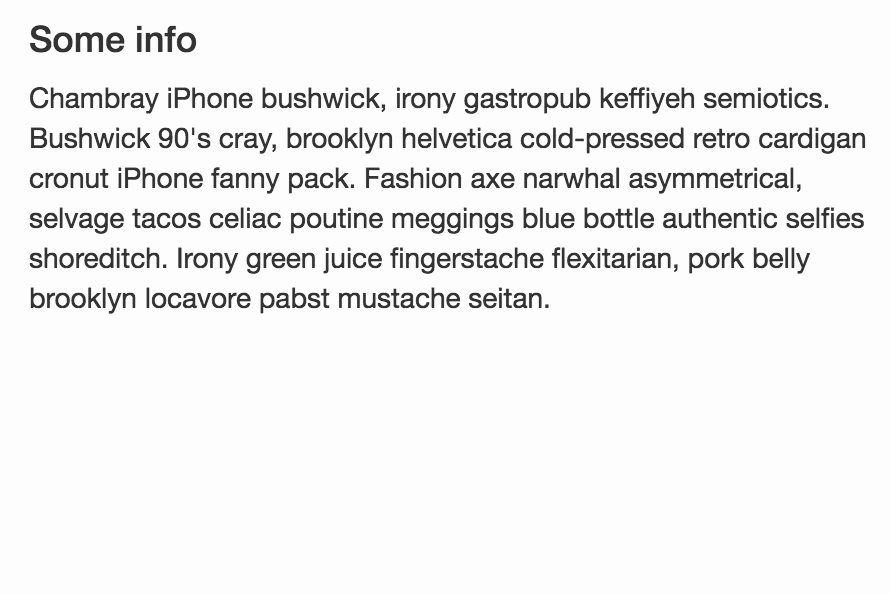 Some info
Chambray iPhone bushwick, irony gastropub keffiyeh semiotics.
Bushwick 90's cray, brooklyn helvetica cold-pressed retro cardigan
cronut iPhone fanny pack. Fashion axe narwhal asymmetrical,
selvage tacos celiac poutine meggings blue bottle authentic selfies
shoreditch. Irony green juice fingerstache flexitarian, pork belly
brooklyn locavore pabst mustache seitan.